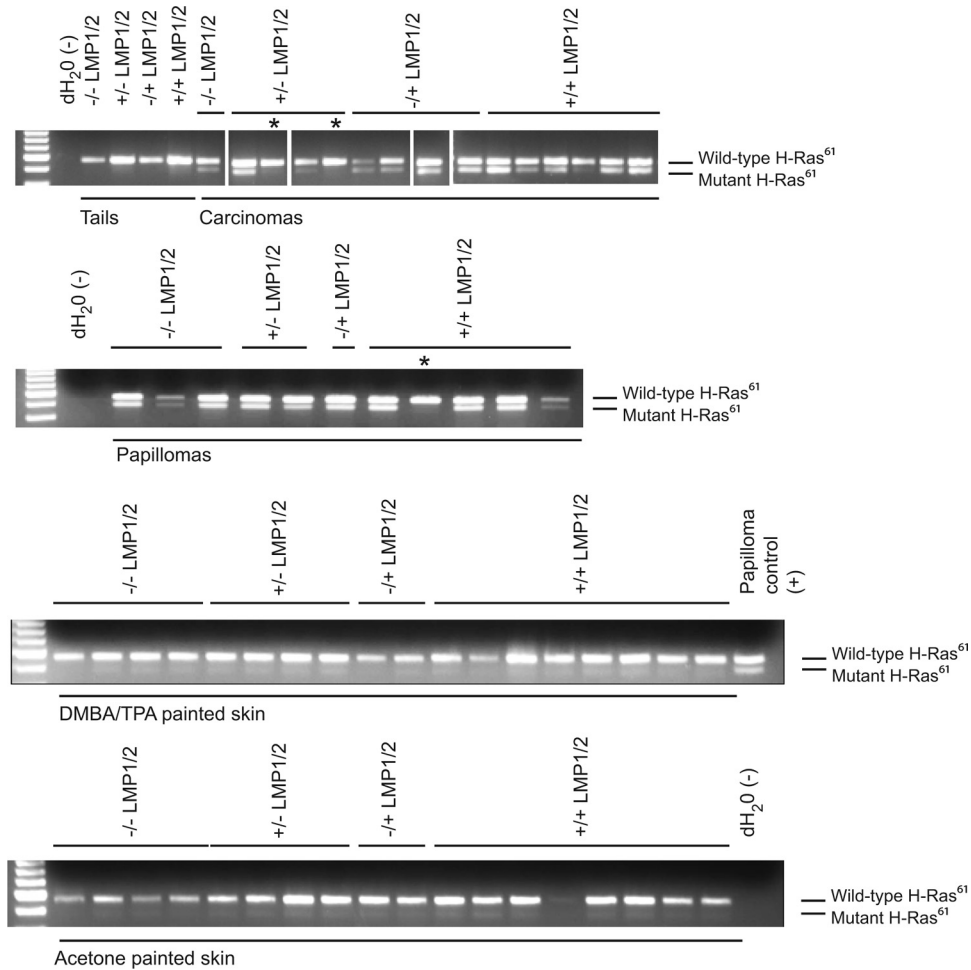 dH2O (-)
-/- LMP1/2
+/- LMP1/2
-/+ LMP1/2
+/+ LMP1/2
-/- LMP1/2
+/- LMP1/2
-/+ LMP1/2
+/+ LMP1/2
* *
Wild-type H-Ras61
Mutant H-Ras61
Tails Carcinomas
dH2O (-)
-/- LMP1/2
+/- LMP1/2
-/+ LMP1/2
+/+ LMP1/2
*
Wild-type H-Ras61
Mutant H-Ras61
Papillomas
-/- LMP1/2
+/- LMP1/2
-/+ LMP1/2
+/+ LMP1/2
Papilloma
control
(+)
Wild-type H-Ras61
Mutant H-Ras61
DMBA/TPA painted skin
-/- LMP1/2
+/- LMP1/2
-/+ LMP1/2
+/+ LMP1/2
dH2O (-)
Wild-type H-Ras61
Mutant H-Ras61
Acetone painted skin